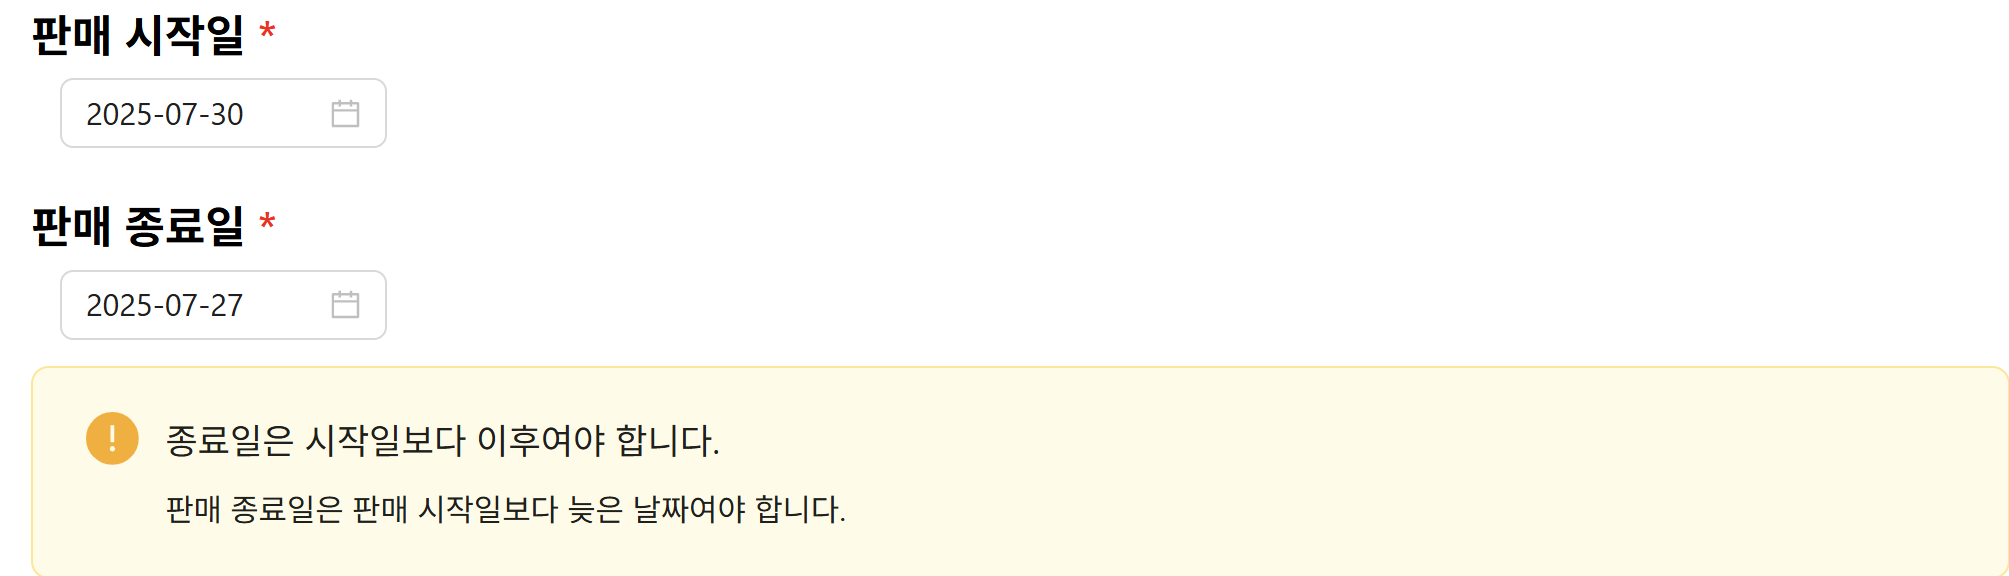 판매 시작일 *
2025-07-30
판매 종료일 *
2025-07-27
종료일은 시작일보다 이후여야 합니다.
판매 종료일은 판매 시작일보다 늦은 날짜여야 합니다.